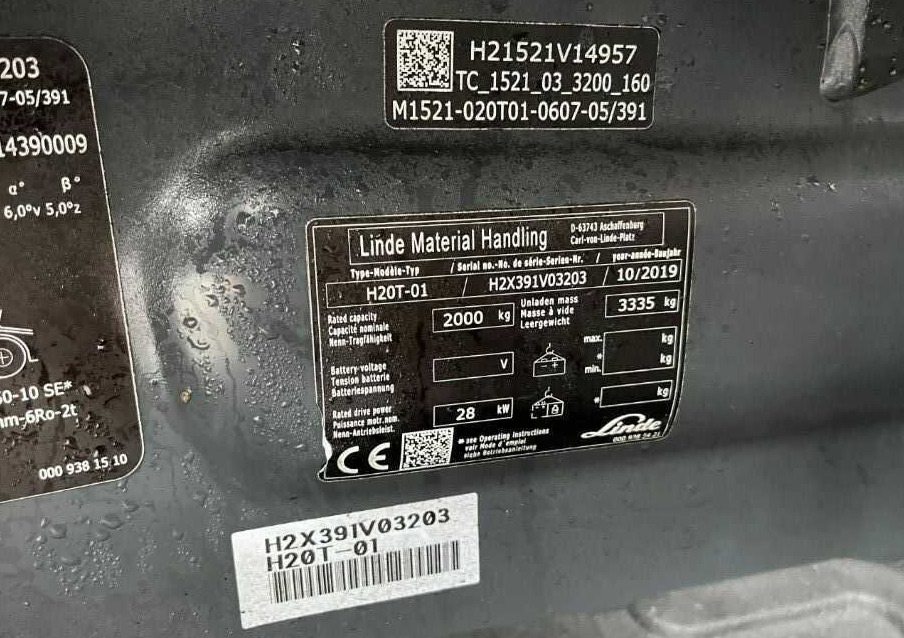 203
7-05/391
14390009
α° β°
6,0°v 5,0°z
50-10 SE*
mm-6Ro-2t
000 938 15 10
H21521V14957
TC_1521_03_3200_160
M1521-020T01-0607-05/391
Linde Material Handling
D-63743 Aschaffenburg
Carl-von-Linde-Platz
Type-Modèle-Typ / Serial no.-No. de série-Serien-Nr. / year-année-Baujahr
H20T-01 / H2X391V03203 / 10/2019
Rated capacity
Capacité nominale
Nenn-Tragfähigkeit
2000 kg
Unladen mass
Masse à vide
Leergewicht
3335 kg
Battery voltage
Tension batterie
Batteriespannung
V
max. kg
* kg
min.
Rated drive power
Puissance motr.nom.
Nenn-Antriebsleist.
28 kW
* kg
CE
* see Operating instructions
voir Mode d'emploi
siehe Betriebsanleitung
Linde
000 938 24 21
H2X391V03203
H20T-01